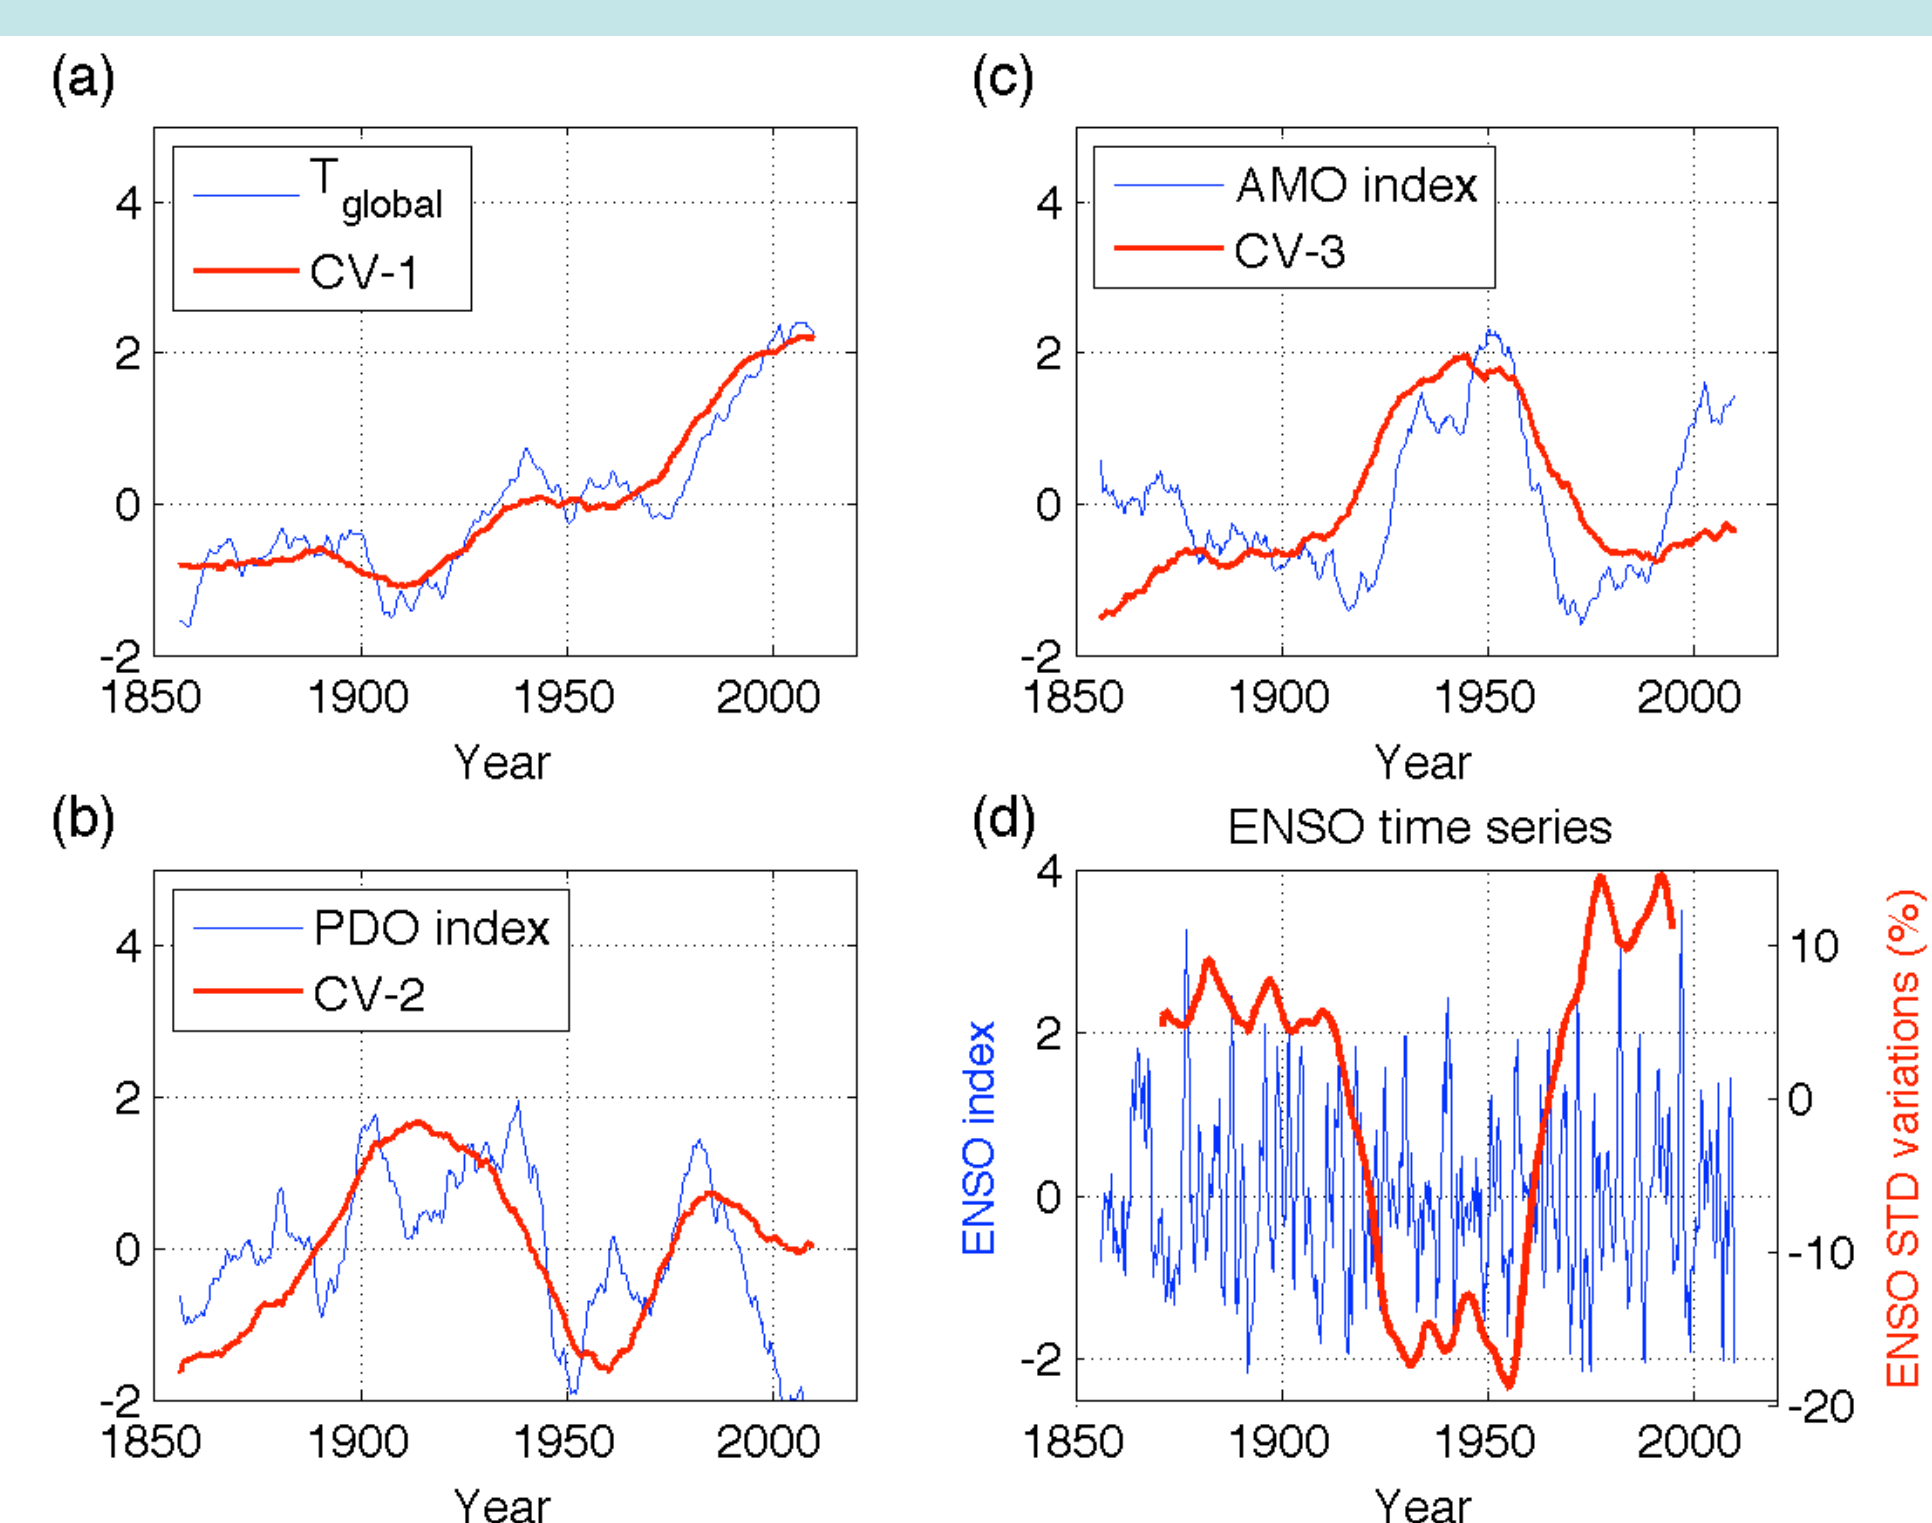 (a)
T global
CV-1
4
2
0
-2
1850 1900 1950 2000
Year
(c)
AMO index
CV-3
4
2
0
-2
1850 1900 1950 2000
Year
(b)
PDO index
CV-2
4
2
0
-2
1850 1900 1950 2000
Year
(d)
ENSO time series
ENSO index
4
2
0
-2
10
0
-10
-20
ENSO STD variations (%)
1850 1900 1950 2000
Year